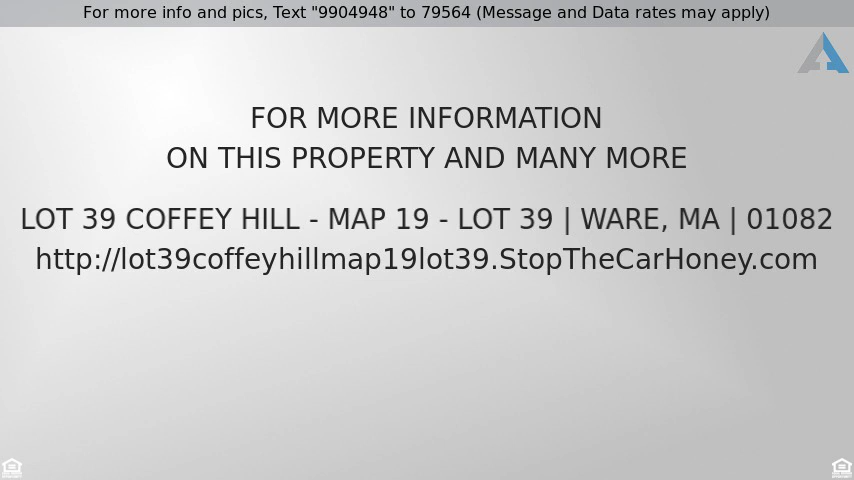 For more info and pics, Text "9904948" to 79564 (Message and Data rates may apply)
FOR MORE INFORMATION
ON THIS PROPERTY AND MANY MORE
LOT 39 COFFEY HILL - MAP 19 - LOT 39 | WARE, MA | 01082
http://lot39coffeyhillmap19lot39.StopTheCarHoney.com